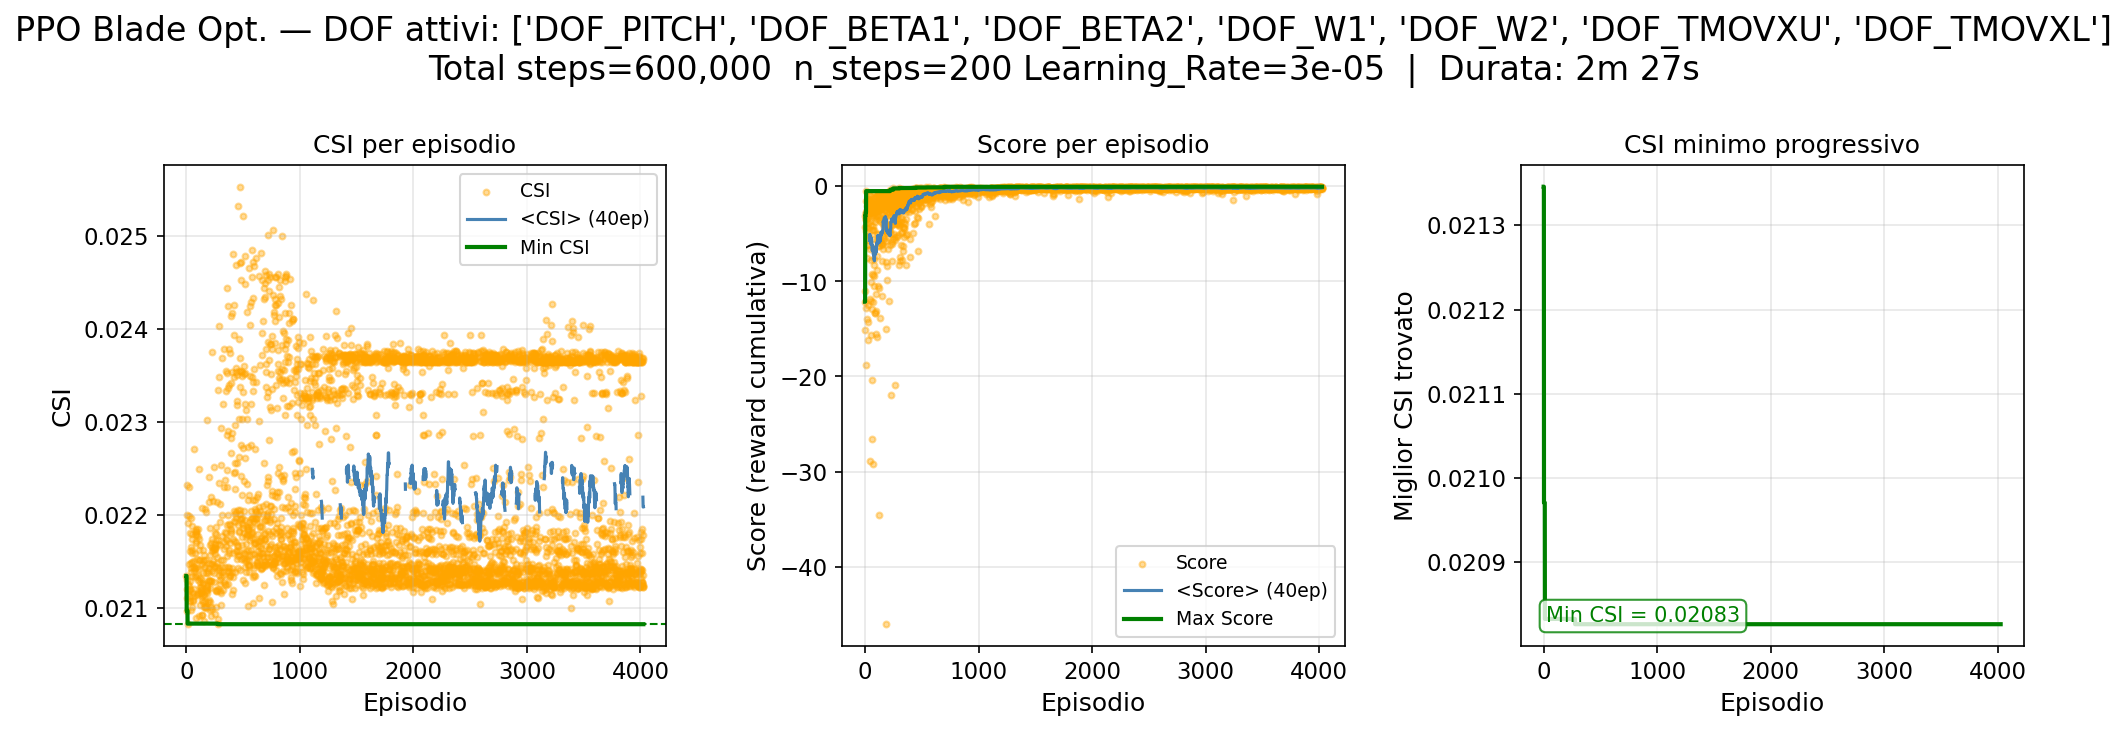 PPO Blade Opt. — DOF attivi: ['DOF_PITCH', 'DOF_BETA1', 'DOF_BETA2', 'DOF_W1', 'DOF_W2', 'DOF_TMOVXU', 'DOF_TMOVXL']
Total steps=600,000  n_steps=200 Learning_Rate=3e-05  |  Durata: 2m 27s
CSI per episodio
CSI
<CSI> (40ep)
Min CSI
0.025
0.024
0.023
0.022
0.021
CSI
0
1000
2000
3000
4000
Episodio
Score per episodio
0
−10
−20
−30
−40
Score (reward cumulativa)
Score
<Score> (40ep)
Max Score
0
1000
2000
3000
4000
Episodio
CSI minimo progressivo
0.0213
0.0212
0.0211
0.0210
0.0209
Miglior CSI trovato
Min CSI = 0.02083
0
1000
2000
3000
4000
Episodio